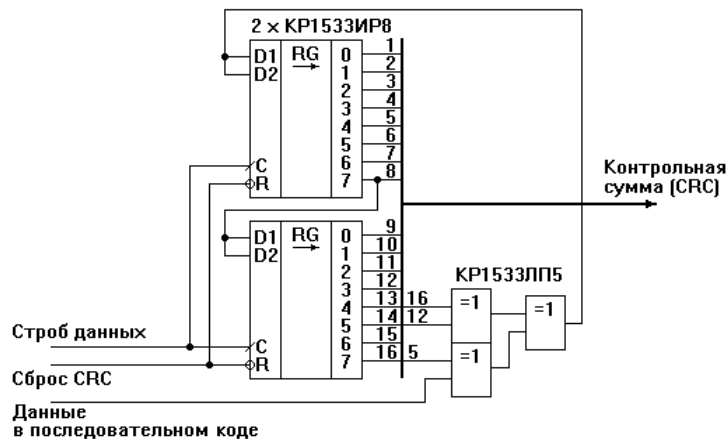 2 x КР1533ИР8
D1 RG 0 1
D2 1 2
2 3
3 4
4 5
5 6
C 6 7
R 7 8
Контрольная
сумма (CRC)
D1 RG 0 9
D2 1 10
2 11
3 12
4 13 16
5 14 12
6 15
7 16 5
C
R
КР1533ЛП5
=1
=1
=1
Строб данных
Сброс CRC
Данные
в последовательном коде